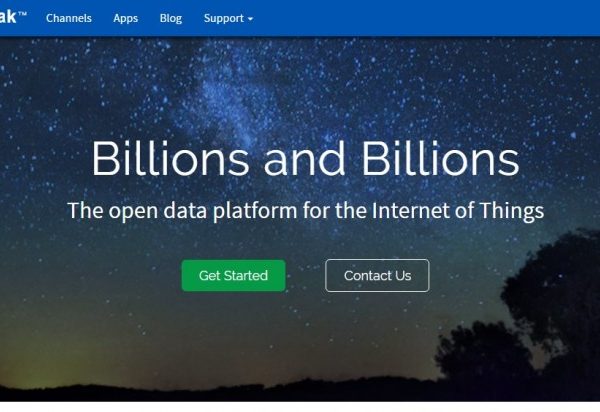 ak™ Channels Apps Blog Support
Billions and Billions
The open data platform for the Internet of Things
Get Started Contact Us